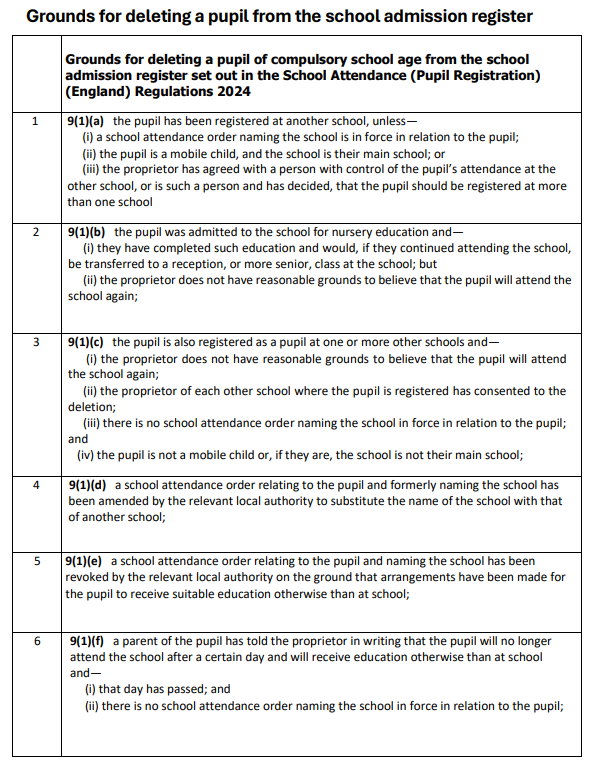 Grounds for deleting a pupil from the school admission register
Grounds for deleting a pupil of compulsory school age from the school
admission register set out in the School Attendance (Pupil Registration)
(England) Regulations 2024
1
9(1)(a) the pupil has been registered at another school, unless—
(i) a school attendance order naming the school is in force in relation to the pupil;
(ii) the pupil is a mobile child, and the school is their main school; or
(iii) the proprietor has agreed with a person with control of the pupil's attendance at the
other school, or is such a person and has decided, that the pupil should be registered at more
than one school
2
9(1)(b) the pupil was admitted to the school for nursery education and—
(i) they have completed such education and would, if they continued attending the school,
be transferred to a reception, or more senior, class at the school; but
(ii) the proprietor does not have reasonable grounds to believe that the pupil will attend the
school again;
3
9(1)(c) the pupil is also registered as a pupil at one or more other schools and—
(i) the proprietor does not have reasonable grounds to believe that the pupil will attend
the school again;
(ii) the proprietor of each other school where the pupil is registered has consented to the
deletion;
(iii) there is no school attendance order naming the school in force in relation to the pupil;
and
(iv) the pupil is not a mobile child or, if they are, the school is not their main school;
4
9(1)(d) a school attendance order relating to the pupil and formerly naming the school has
been amended by the relevant local authority to substitute the name of the school with that
of another school;
5
9(1)(e) a school attendance order relating to the pupil and naming the school has been
revoked by the relevant local authority on the ground that arrangements have been made for
the pupil to receive suitable education otherwise than at school;
6
9(1)(f) a parent of the pupil has told the proprietor in writing that the pupil will no longer
attend the school after a certain day and will receive education otherwise than at school
and—
(i) that day has passed; and
(ii) there is no school attendance order naming the school in force in relation to the pupil;